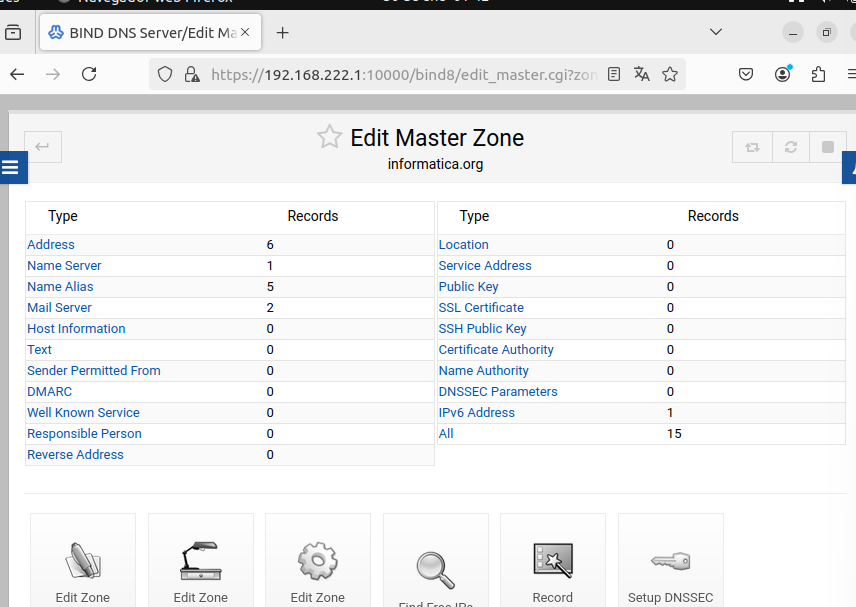 BIND DNS Server/Edit Ma
https://192.168.222.1:10000/bind8/edit_master.cgi?zon
Edit Master Zone
informatica.org
Type Records Type Records
Address 6 Location 0
Name Server 1 Service Address 0
Name Alias 5 Public Key 0
Mail Server 2 SSL Certificate 0
Host Information 0 SSH Public Key 0
Text 0 Certificate Authority 0
Sender Permitted From 0 Name Authority 0
DMARC 0 DNSSEC Parameters 0
Well Known Service 0 IPv6 Address 1
Responsible Person 0 All 15
Reverse Address 0
Edit Zone Edit Zone Edit Zone Find Free IPs Record Setup DNSSEC